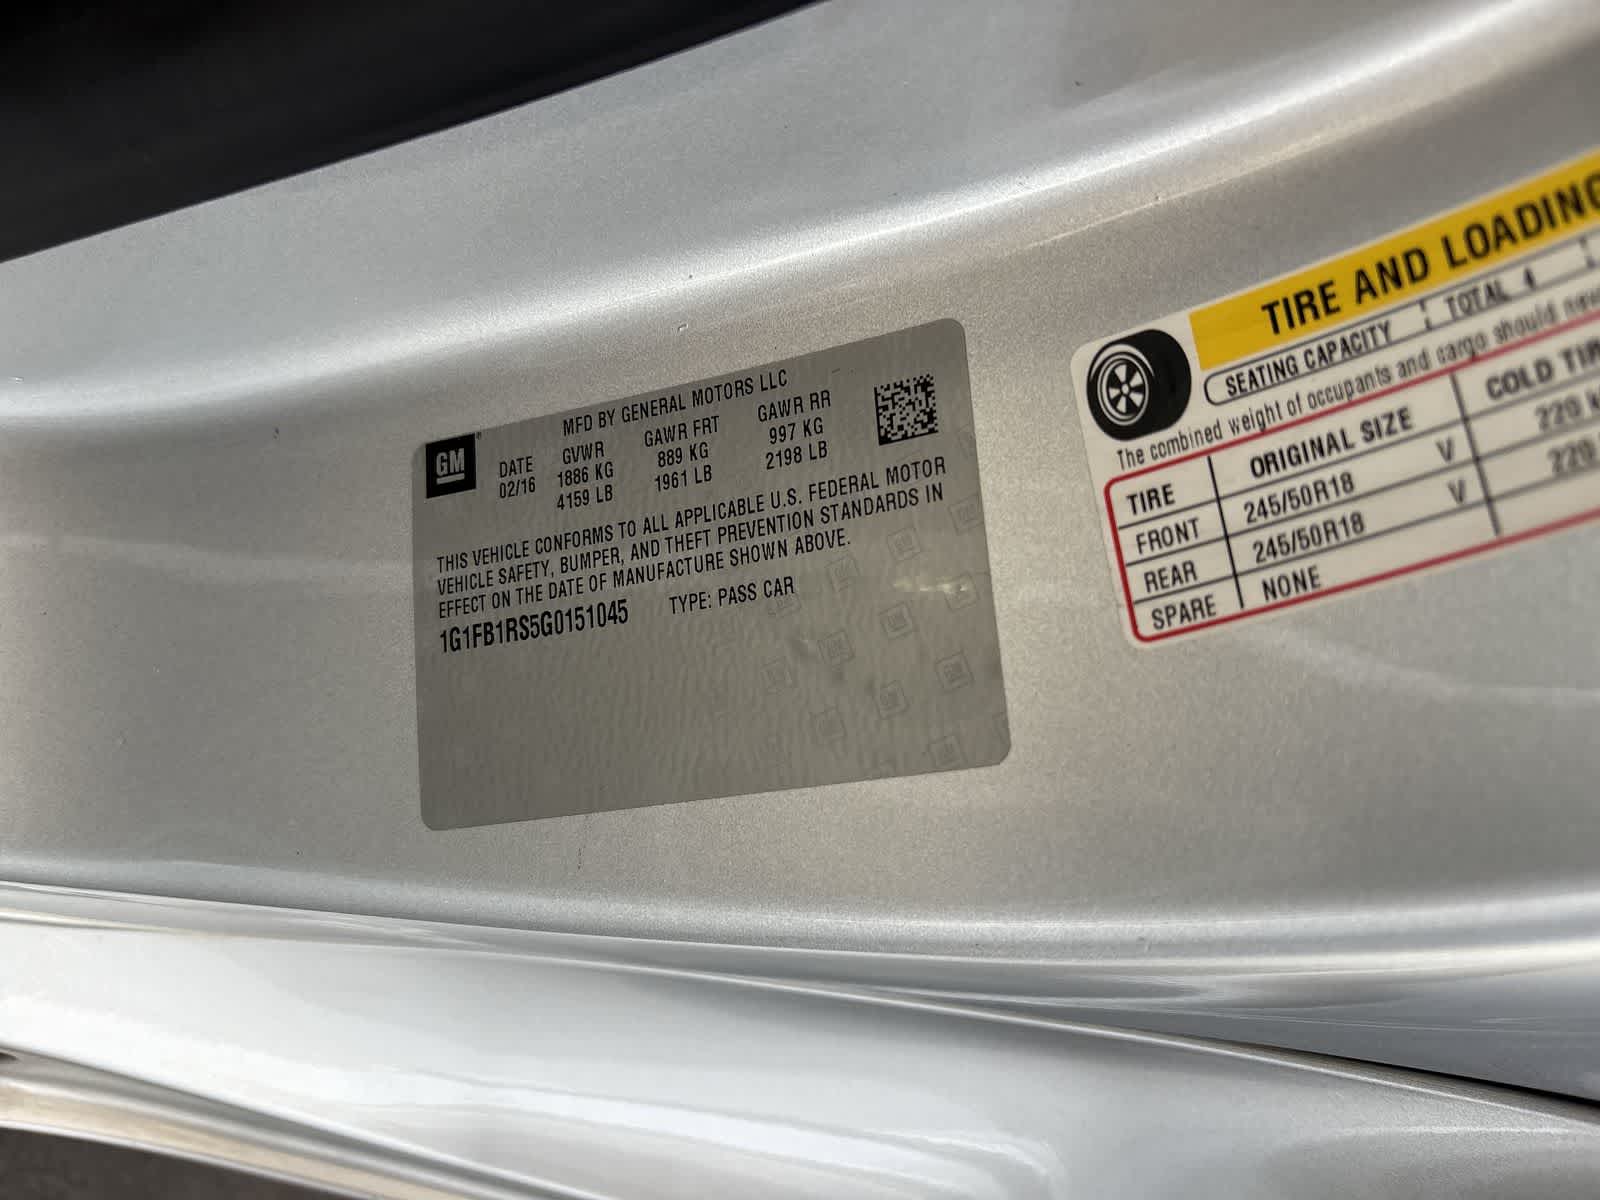 MFD BY GENERAL MOTORS LLC
GM
DATE GVWR GAWR FRT GAWR RR
02/16 1886 KG 889 KG 997 KG
4159 LB 1961 LB 2198 LB
THIS VEHICLE CONFORMS TO ALL APPLICABLE U.S. FEDERAL MOTOR
VEHICLE SAFETY, BUMPER, AND THEFT PREVENTION STANDARDS IN
EFFECT ON THE DATE OF MANUFACTURE SHOWN ABOVE.
1G1FB1RS5G0151045 TYPE: PASS CAR
TIRE AND LOADING
SEATING CAPACITY TOTAL 4
The combined weight of occupants and cargo should
TIRE ORIGINAL SIZE COLD
FRONT 245/50R18 V 220
REAR 245/50R18 V 220
SPARE NONE